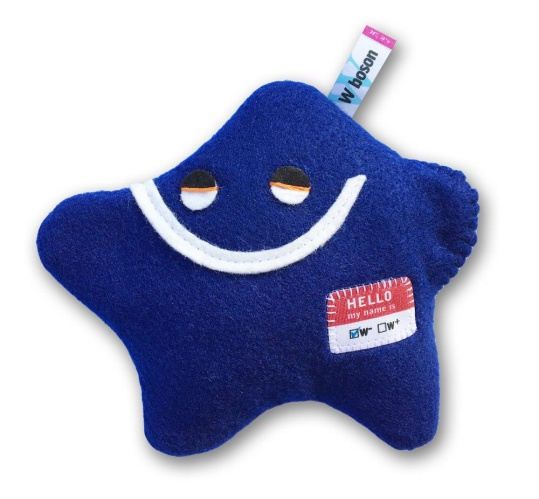 W boson
HELLO
my name is
☑W- ☐W+